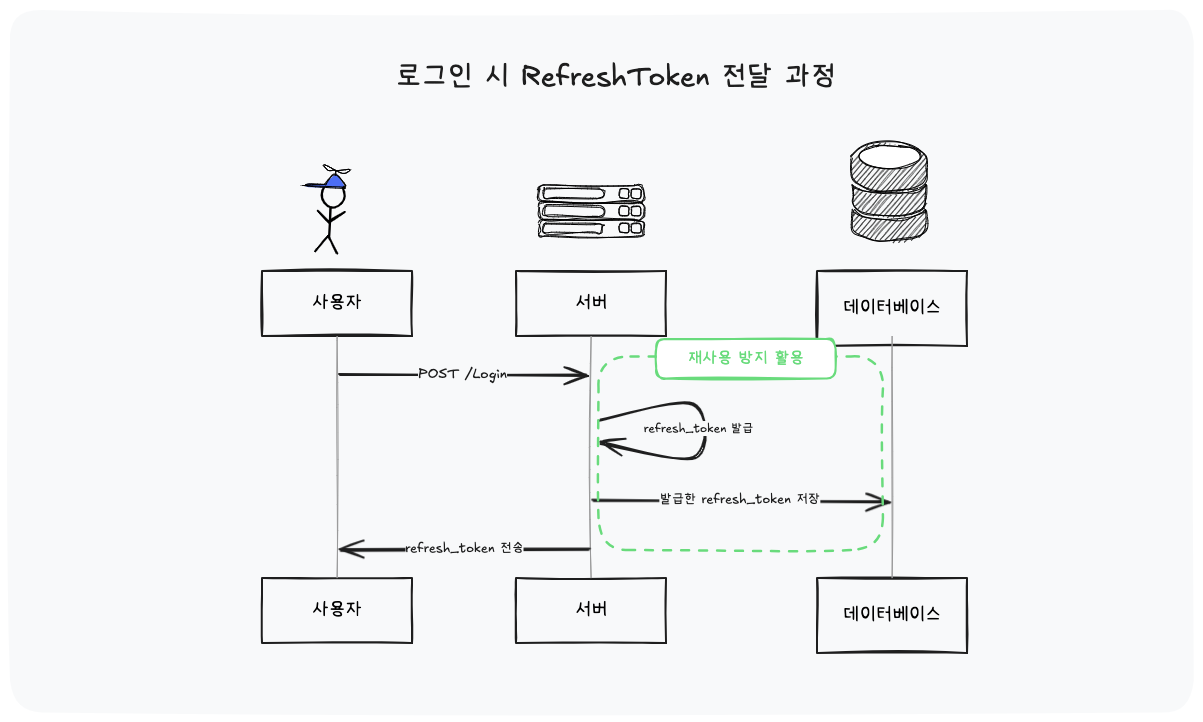 로그인 시 RefreshToken 전달 과정
사용자
서버
데이터베이스
재사용 방지 활용
POST /Login
refresh_token 발급
발급한 refresh_token 저장
refresh_token 전송
사용자
서버
데이터베이스